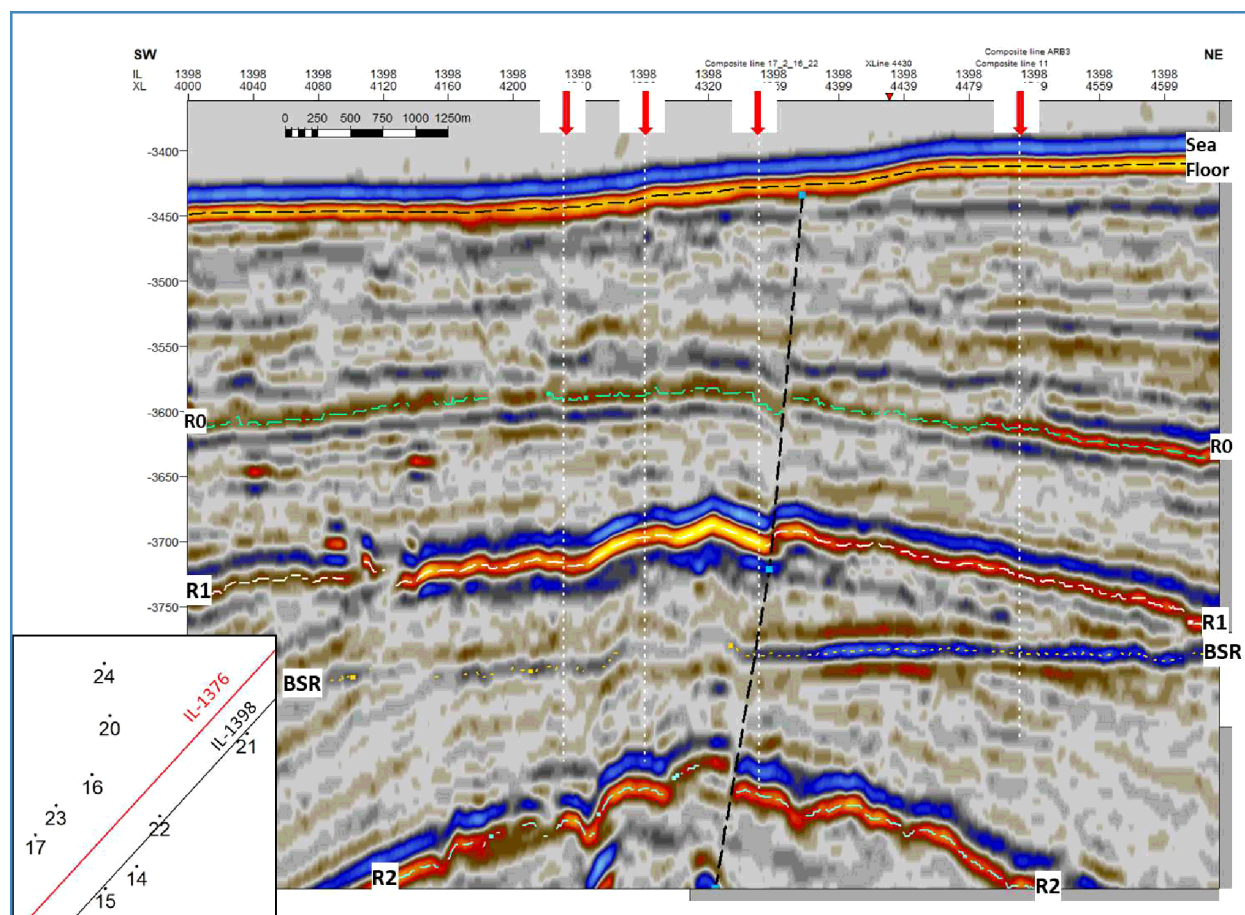 SW
NE
Composite line ARB3
Composite line 17_2_16_22
XLine 4430
Composite line 11
IL 1398 1398 1398 1398 1398 1398 1398 1398 1398 1398 1398 1398 1398 1398 1398
XL 4000 4040 4080 4120 4160 4200 4320 4399 4439 4479 4569 4599
0 250 500 750 1000 1250m
-3400
Sea
Floor
-3450
-3500
-3550
-3600
R0
R0
-3650
-3700
R1
-3750
R1
BSR
BSR
R2
R2
24
IL-1376
20
IL-1398
21
16
23
22
17
14
15